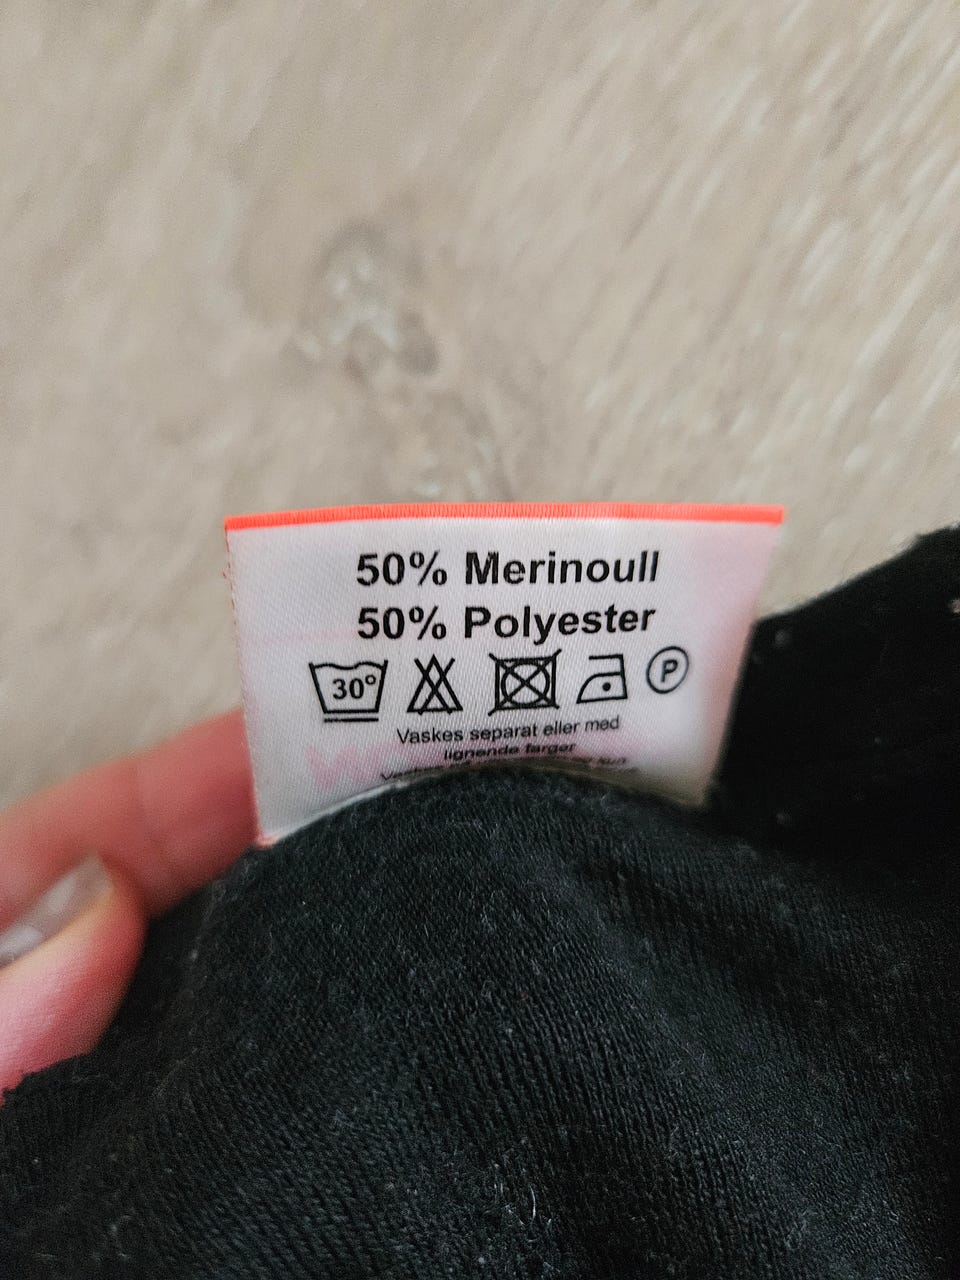 50% Merinoull
50% Polyester
30° P
Vaskes separat eller med
lignende farger